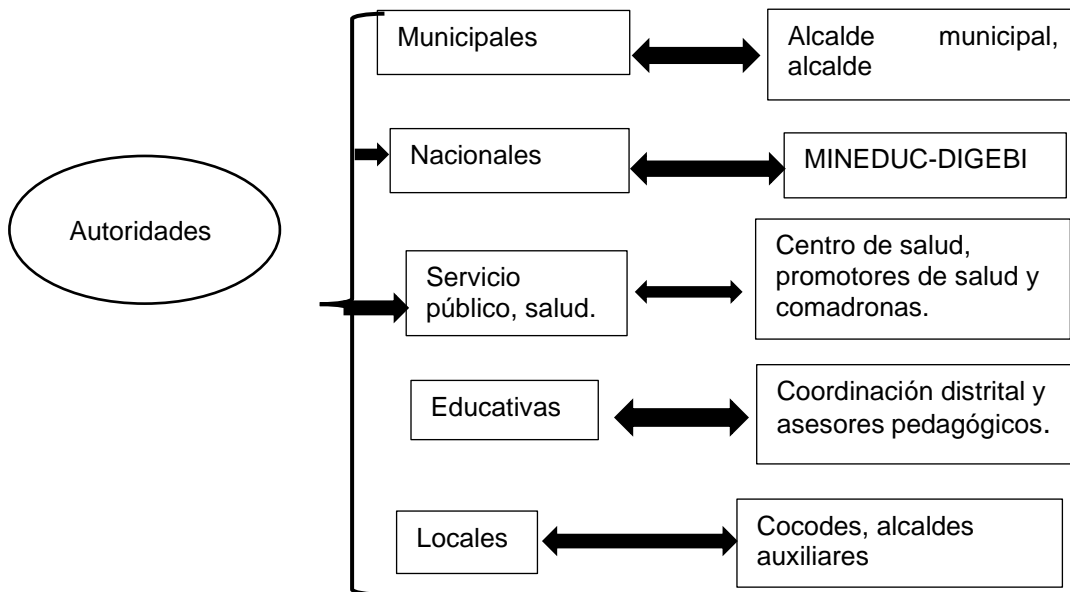 Municipales
Alcalde municipal,
alcalde
Nacionales
MINEDUC-DIGEBI
Autoridades
Servicio
público, salud.
Centro de salud,
promotores de salud y
comadronas.
Educativas
Coordinación distrital y
asesores pedagógicos.
Locales
Cocodes, alcaldes
auxiliares